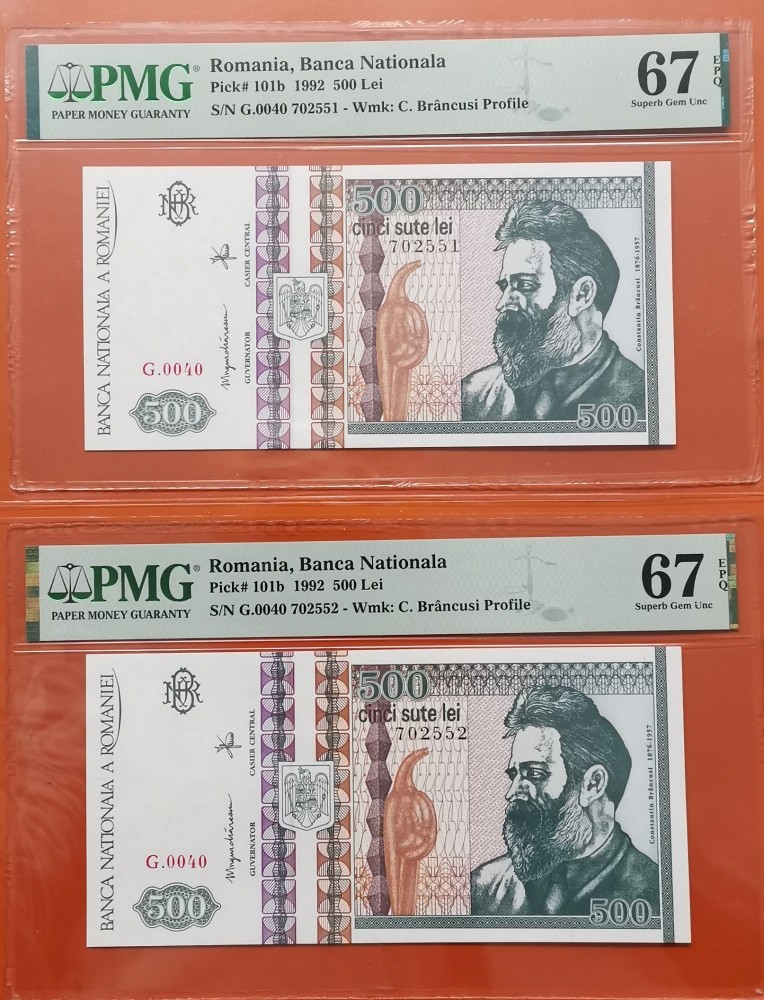 PMG®
PAPER MONEY GUARANTY
Romania, Banca Nationala
Pick# 101b 1992 500 Lei
S/N G.0040 702551 - Wmk: C. Brâncusi Profile
67 EPQ
Superb Gem Unc
BANCA NATIONALA A ROMANIEI
BNR
G.0040
500
GUVERNATOR
CASIER CENTRAL
500
cinci sute lei
702551
Constantin Brâncusi 1876-1957
500
PMG®
PAPER MONEY GUARANTY
Romania, Banca Nationala
Pick# 101b 1992 500 Lei
S/N G.0040 702552 - Wmk: C. Brâncusi Profile
67 EPQ
Superb Gem Unc
BANCA NATIONALA A ROMANIEI
BNR
G.0040
500
GUVERNATOR
CASIER CENTRAL
500
cinci sute lei
702552
Constantin Brâncusi 1876-1957
500